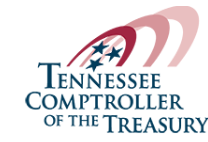 TENNESSEE
COMPTROLLER
OF THE TREASURY